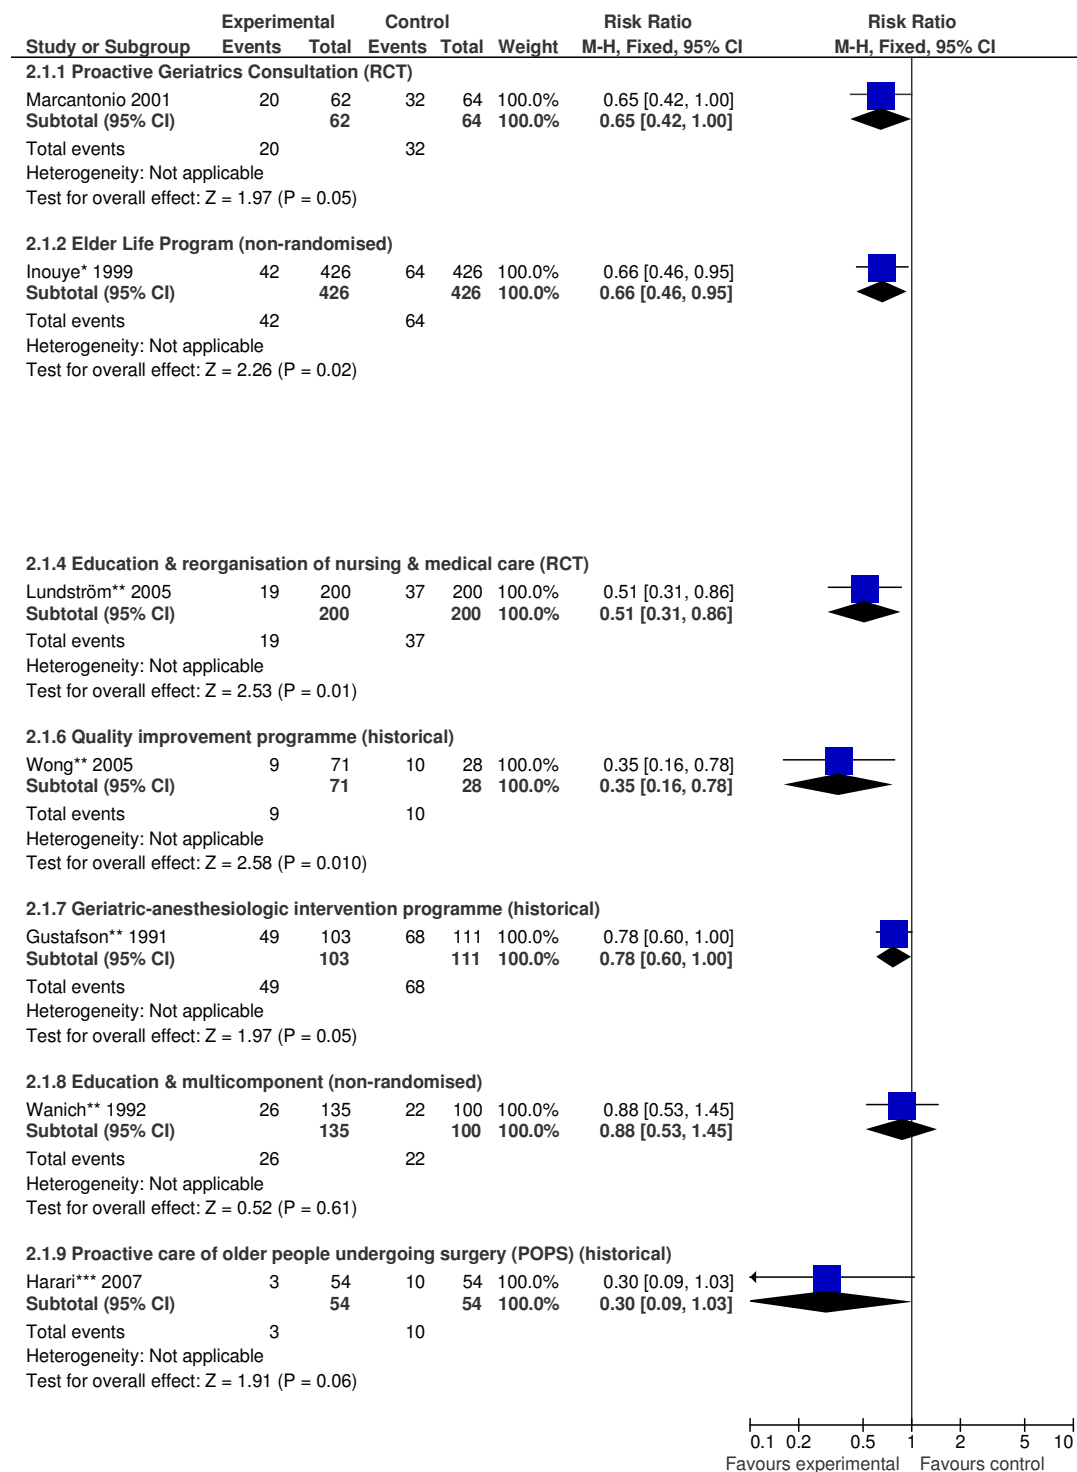 Experimental Control Risk Ratio Risk Ratio
Study or Subgroup Events Total Events Total Weight M-H, Fixed, 95% CI M-H, Fixed, 95% CI
2.1.1 Proactive Geriatrics Consultation (RCT)
Marcantonio 2001 20 62 32 64 100.0% 0.65 [0.42, 1.00]
Subtotal (95% CI) 62 64 100.0% 0.65 [0.42, 1.00]
Total events 20 32
Heterogeneity: Not applicable
Test for overall effect: Z = 1.97 (P = 0.05)
2.1.2 Elder Life Program (non-randomised)
Inouye* 1999 42 426 64 426 100.0% 0.66 [0.46, 0.95]
Subtotal (95% CI) 426 426 100.0% 0.66 [0.46, 0.95]
Total events 42 64
Heterogeneity: Not applicable
Test for overall effect: Z = 2.26 (P = 0.02)
2.1.4 Education & reorganisation of nursing & medical care (RCT)
Lundström** 2005 19 200 37 200 100.0% 0.51 [0.31, 0.86]
Subtotal (95% CI) 200 200 100.0% 0.51 [0.31, 0.86]
Total events 19 37
Heterogeneity: Not applicable
Test for overall effect: Z = 2.53 (P = 0.01)
2.1.6 Quality improvement programme (historical)
Wong** 2005 9 71 10 28 100.0% 0.35 [0.16, 0.78]
Subtotal (95% CI) 71 28 100.0% 0.35 [0.16, 0.78]
Total events 9 10
Heterogeneity: Not applicable
Test for overall effect: Z = 2.58 (P = 0.010)
2.1.7 Geriatric-anesthesiologic intervention programme (historical)
Gustafson** 1991 49 103 68 111 100.0% 0.78 [0.60, 1.00]
Subtotal (95% CI) 103 111 100.0% 0.78 [0.60, 1.00]
Total events 49 68
Heterogeneity: Not applicable
Test for overall effect: Z = 1.97 (P = 0.05)
2.1.8 Education & multicomponent (non-randomised)
Wanich** 1992 26 135 22 100 100.0% 0.88 [0.53, 1.45]
Subtotal (95% CI) 135 100 100.0% 0.88 [0.53, 1.45]
Total events 26 22
Heterogeneity: Not applicable
Test for overall effect: Z = 0.52 (P = 0.61)
2.1.9 Proactive care of older people undergoing surgery (POPS) (historical)
Harari*** 2007 3 54 10 54 100.0% 0.30 [0.09, 1.03]
Subtotal (95% CI) 54 54 100.0% 0.30 [0.09, 1.03]
Total events 3 10
Heterogeneity: Not applicable
Test for overall effect: Z = 1.91 (P = 0.06)
0.1 0.2 0.5 1 2 5 10
Favours experimental Favours control